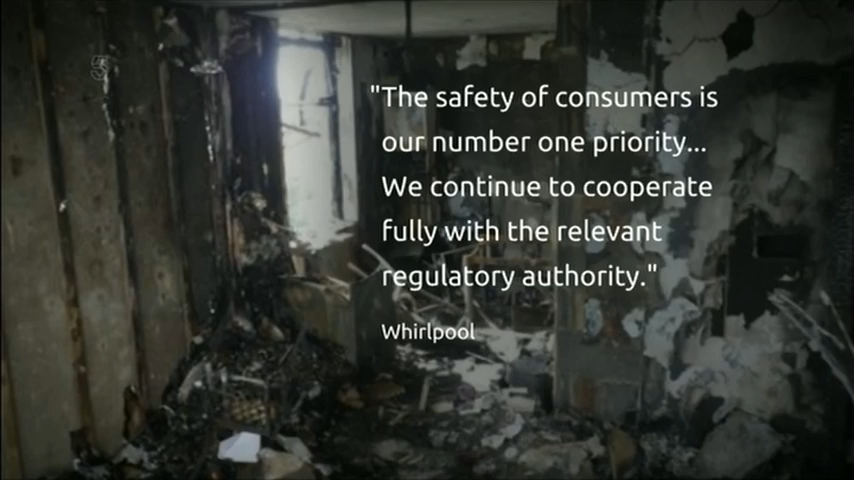 5
"The safety of consumers is
our number one priority...
We continue to cooperate
fully with the relevant
regulatory authority."
Whirlpool